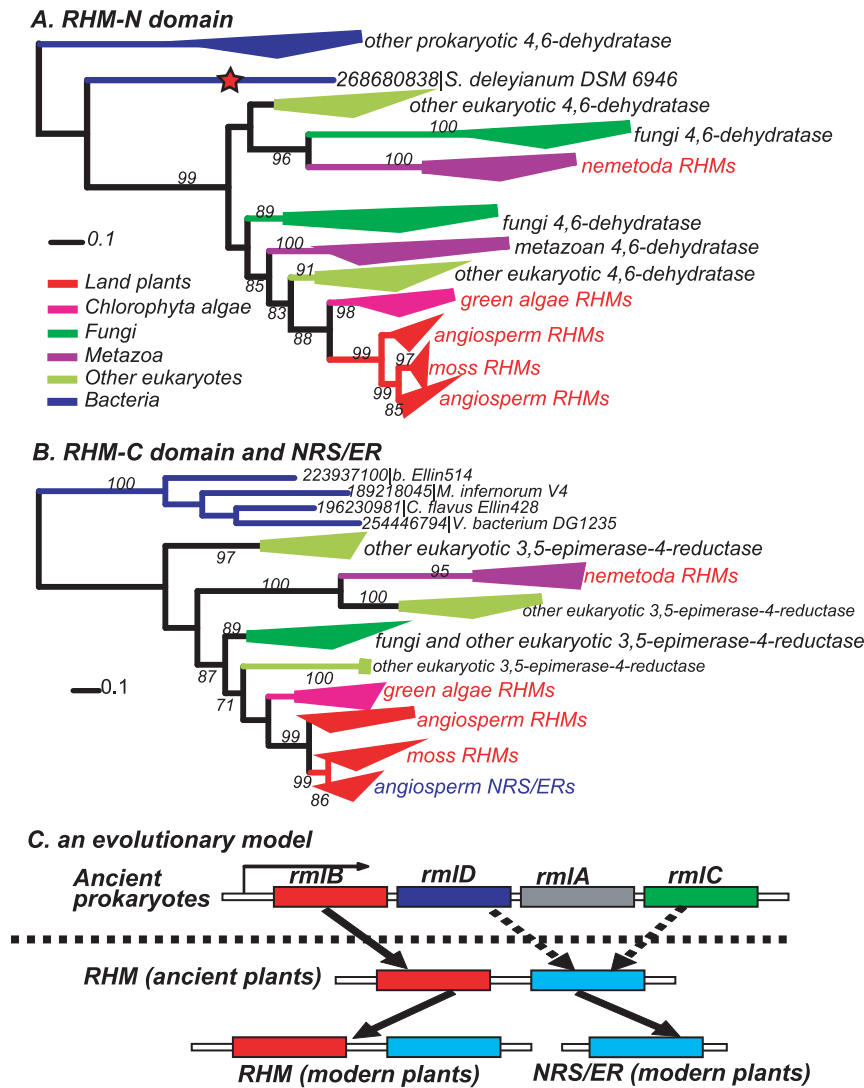 A. RHM-N domain
other prokaryotic 4,6-dehydratase
268680838|S. deleyianum DSM 6946
other eukaryotic 4,6-dehydratase
100
fungi 4,6-dehydratase
96
100
nemetoda RHMs
99
89
fungi 4,6-dehydratase
0.1
100
metazoan 4,6-dehydratase
85
91
other eukaryotic 4,6-dehydratase
Land plants
Chlorophyta algae
Fungi
Metazoa
Other eukaryotes
Bacteria
83
98
green algae RHMs
88
angiosperm RHMs
99
97
moss RHMs
99
85
angiosperm RHMs
B. RHM-C domain and NRS/ER
100
223937100|b. Ellin514
189218045|M. infernorum V4
196230981|C. flavus Ellin428
254446794|V. bacterium DG1235
97
other eukaryotic 3,5-epimerase-4-reductase
100
95
nemetoda RHMs
100
other eukaryotic 3,5-epimerase-4-reductase
89
fungi and other eukaryotic 3,5-epimerase-4-reductase
87
other eukaryotic 3,5-epimerase-4-reductase
0.1
71
100
green algae RHMs
angiosperm RHMs
99
moss RHMs
99
86
angiosperm NRS/ERs
C. an evolutionary model
Ancient
prokaryotes
rmlB
rmlD
rmlA
rmlC
RHM (ancient plants)
RHM (modern plants)
NRS/ER (modern plants)